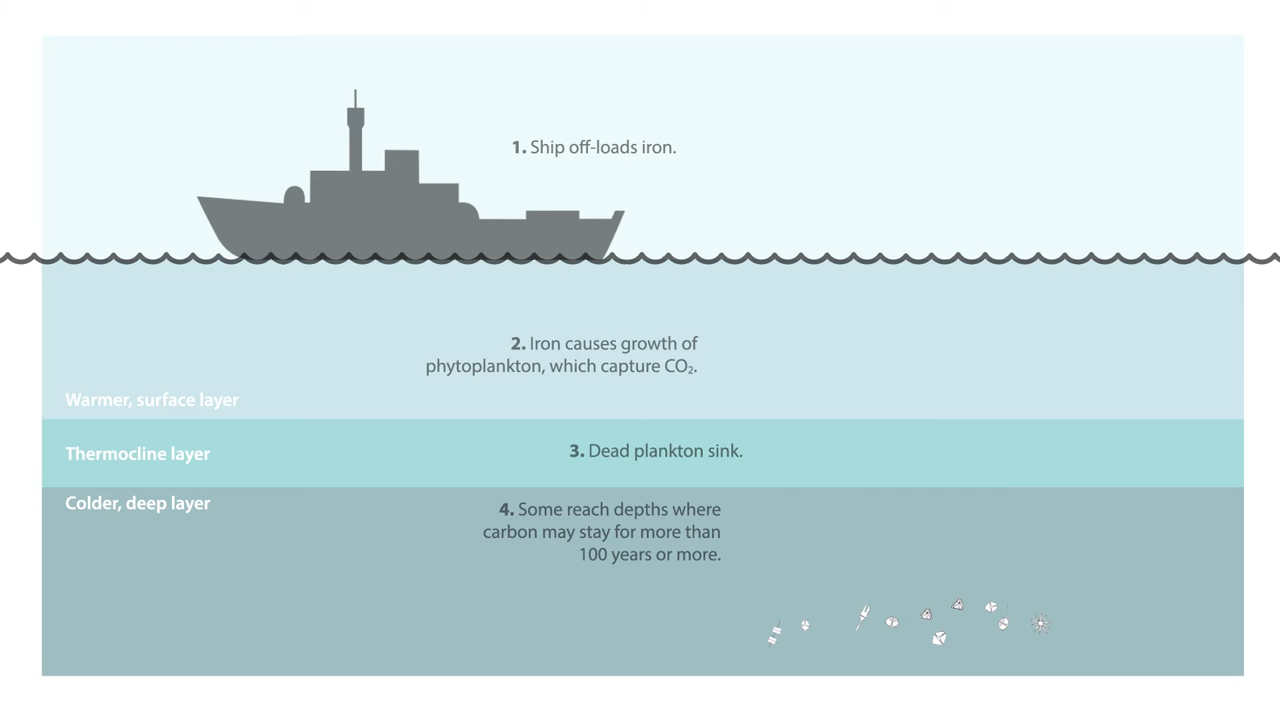 1. Ship off-loads iron.
2. Iron causes growth of
phytoplankton, which capture CO₂.
Warmer, surface layer
Thermocline layer
3. Dead plankton sink.
Colder, deep layer
4. Some reach depths where
carbon may stay for more than
100 years or more.